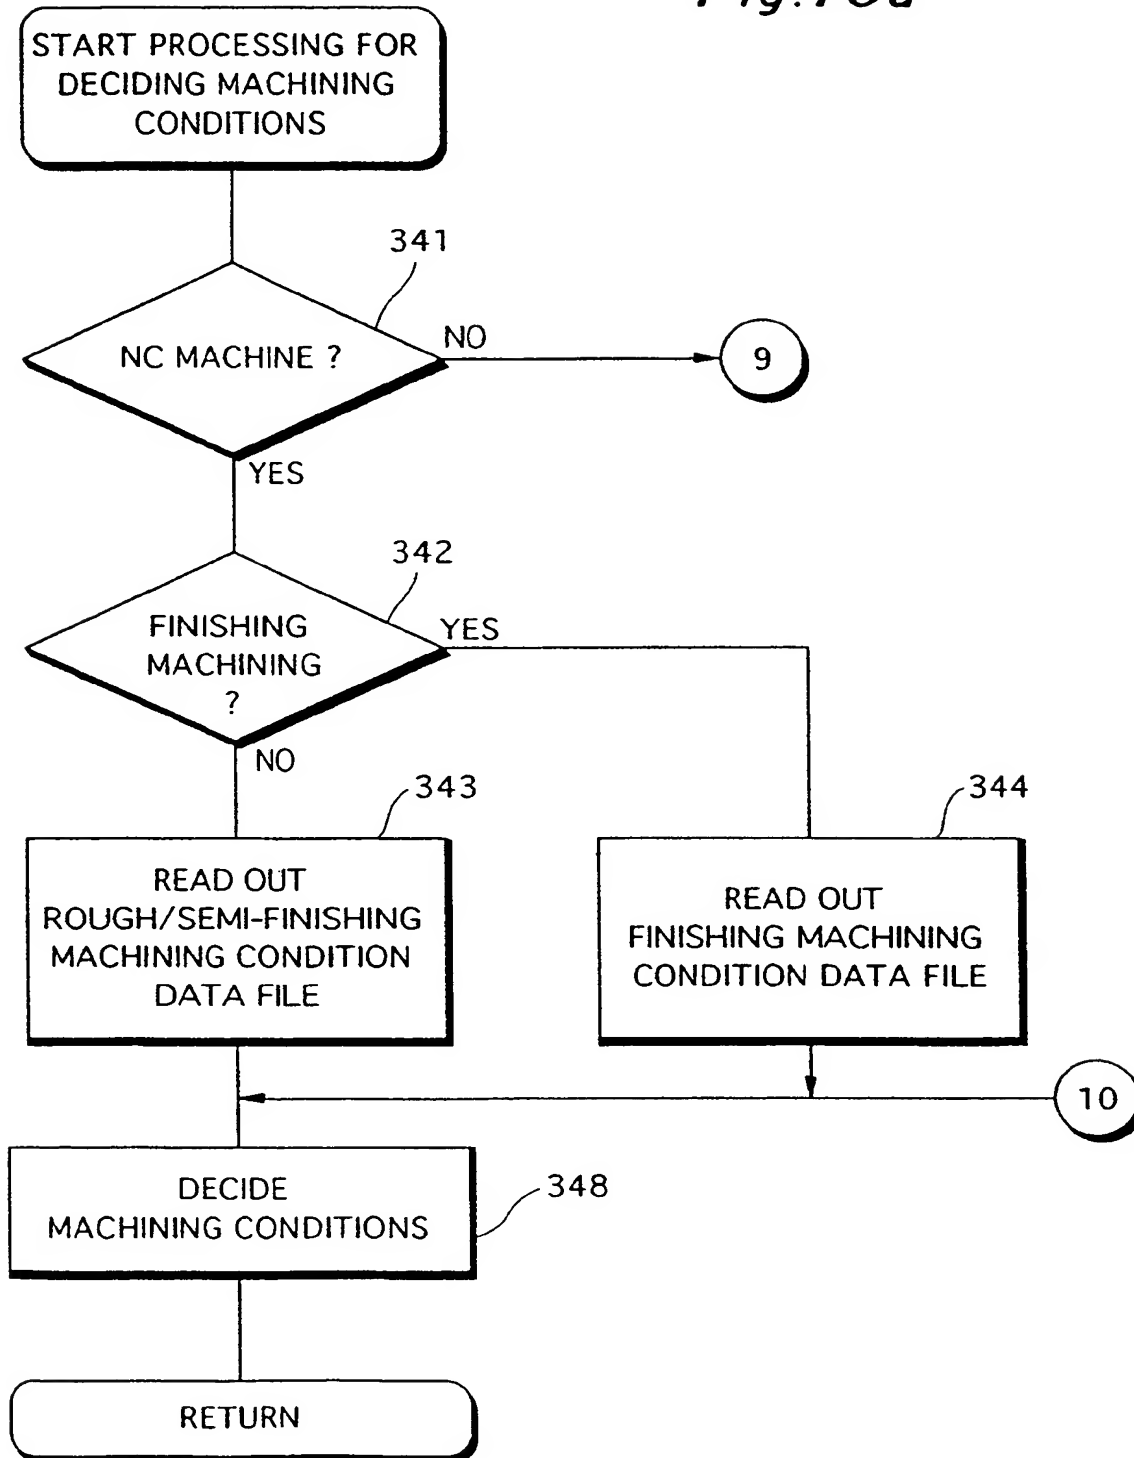 START PROCESSING FOR
DECIDING MACHINING
CONDITIONS
341
NC MACHINE ?
NO
9
YES
342
FINISHING
MACHINING
?
YES
NO
343
344
READ OUT
ROUGH/SEMI-FINISHING
MACHINING CONDITION
DATA FILE
READ OUT
FINISHING MACHINING
CONDITION DATA FILE
10
DECIDE
MACHINING CONDITIONS
348
RETURN